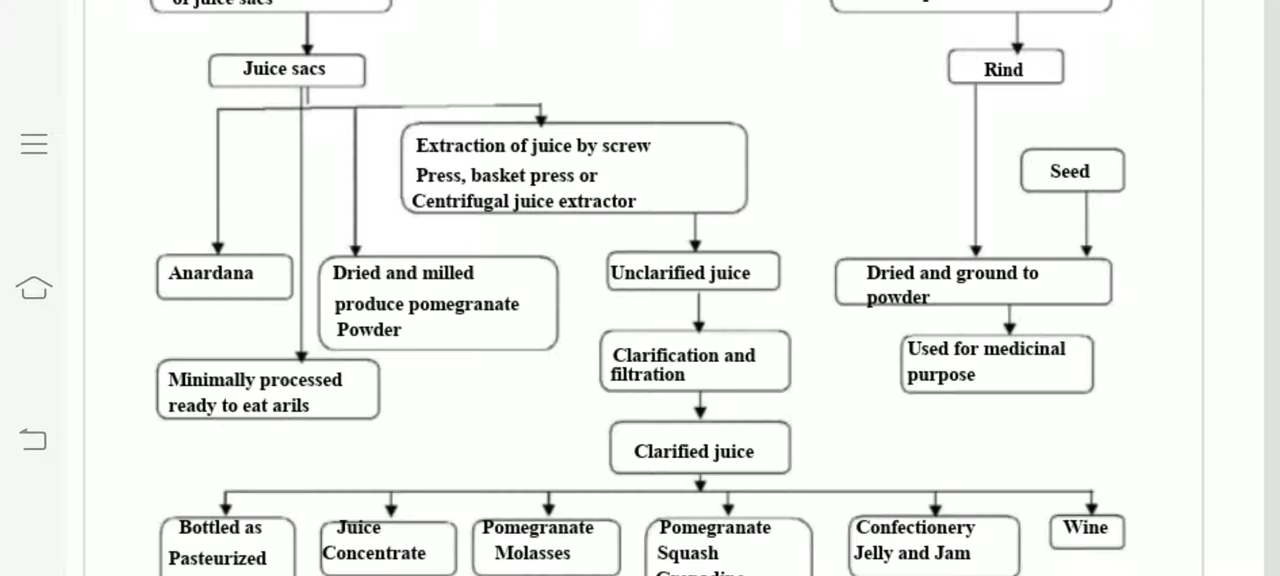 of juice sacs
Juice sacs
Rind
Extraction of juice by screw
Press, basket press or
Centrifugal juice extractor
Seed
Anardana
Dried and milled
produce pomegranate
Powder
Unclarified juice
Dried and ground to
powder
Clarification and
filtration
Used for medicinal
purpose
Minimally processed
ready to eat arils
Clarified juice
Bottled as
Pasteurized
Juice
Concentrate
Pomegranate
Molasses
Pomegranate
Squash
Confectionery
Jelly and Jam
Wine